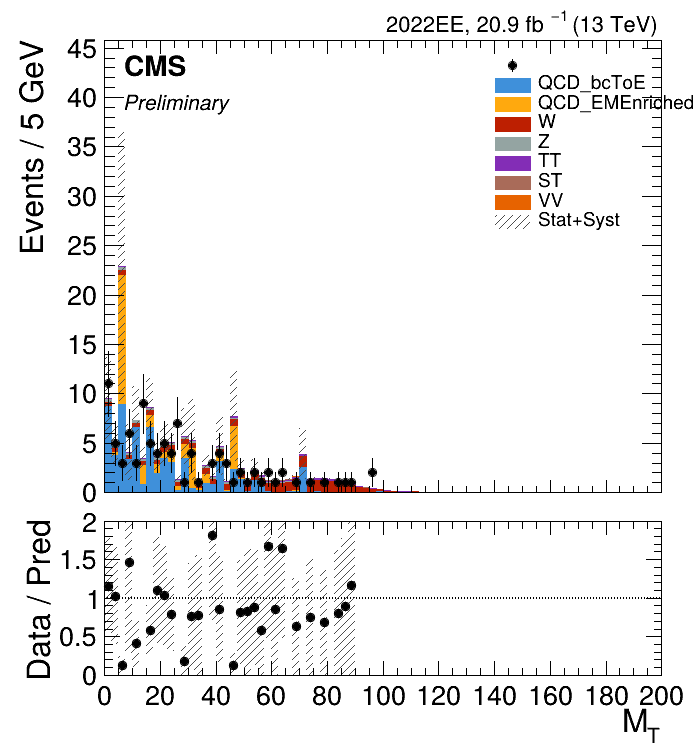 2022EE, 20.9 fb⁻¹ (13 TeV)
Events / 5 GeV
45
40
35
30
25
20
15
10
5
0
CMS
Preliminary
QCD_bcToE
QCD_EMEnriched
W
Z
TT
ST
VV
Stat+Syst
Data / Pred
2
1.5
1
0.5
0
0 20 40 60 80 100 120 140 160 180 200
M_T